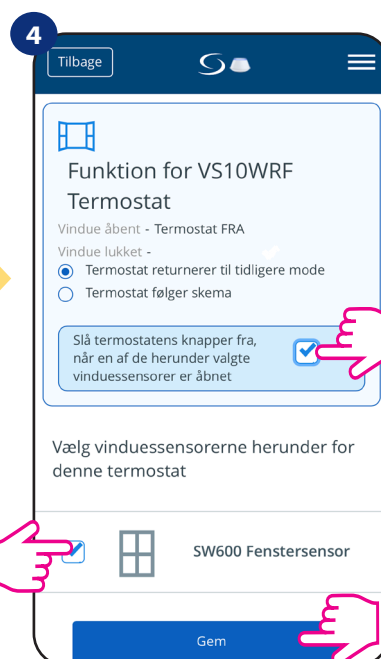 4
Tilbage
Funktion for VS10WRF
Termostat
Vindue åbent - Termostat FRA
Vindue lukket -
Termostat returnerer til tidligere mode
Termostat følger skema
Slå termostatens knapper fra,
når en af de herunder valgte
vinduessensorer er åbnet
Vælg vinduessensorerne herunder for
denne termostat
SW600 Fenstersensor
Gem